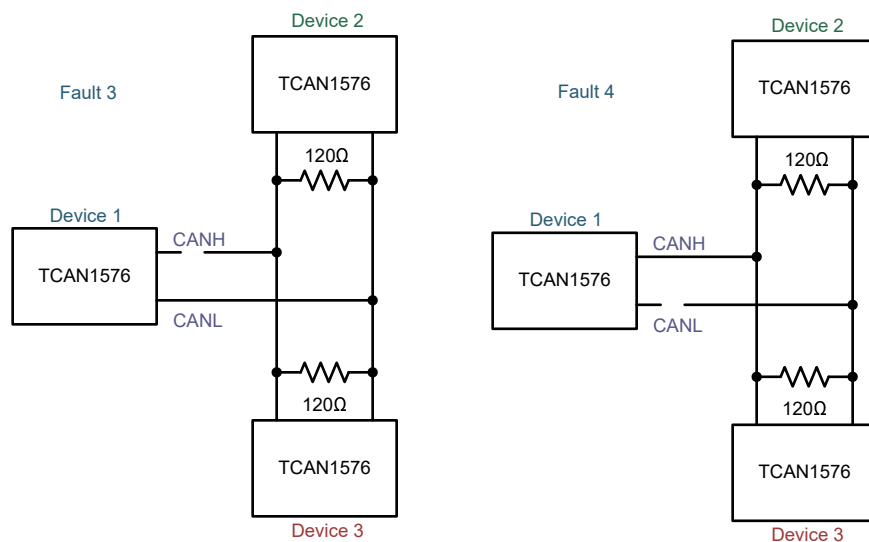 Device 2
TCAN1576
Fault 3
120Ω
Device 1
CANH
TCAN1576
CANL
120Ω
TCAN1576
Device 3
Device 2
TCAN1576
Fault 4
120Ω
Device 1
CANH
TCAN1576
CANL
120Ω
TCAN1576
Device 3